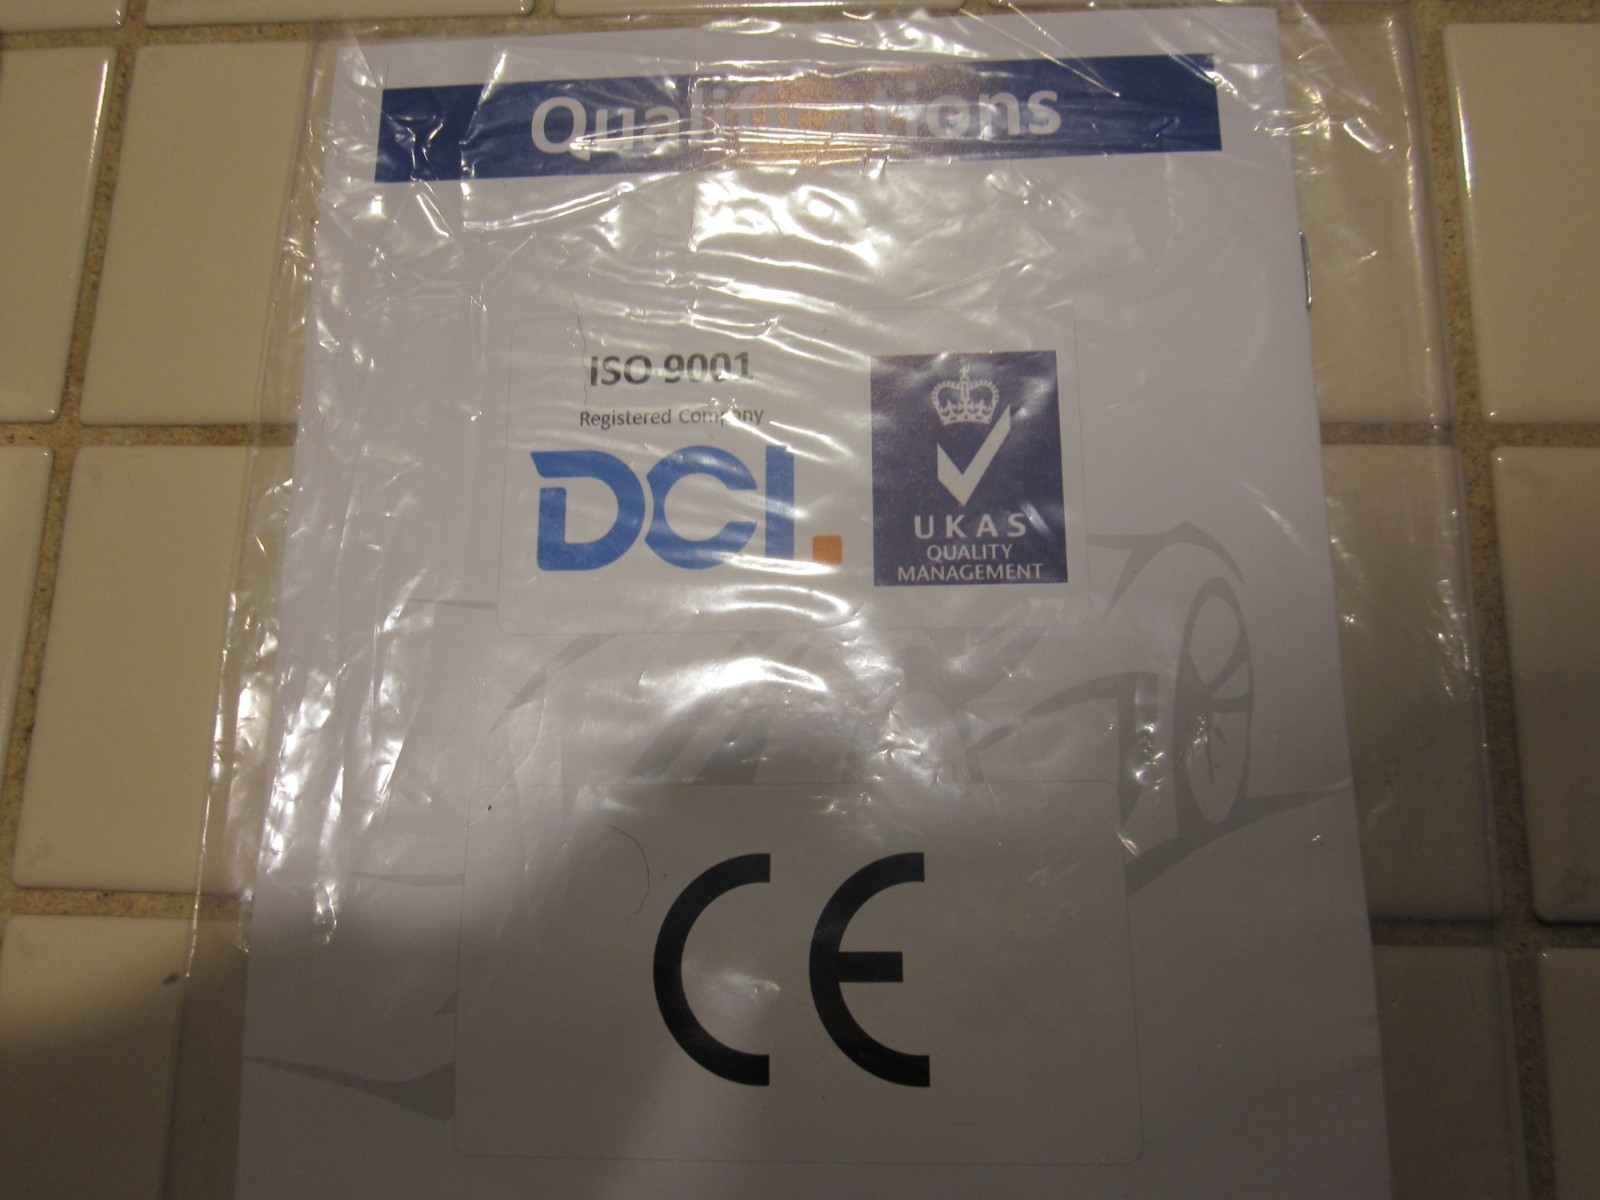 Qualifications
ISO 9001
Registered Company
DCI.
UKAS
QUALITY
MANAGEMENT
CE